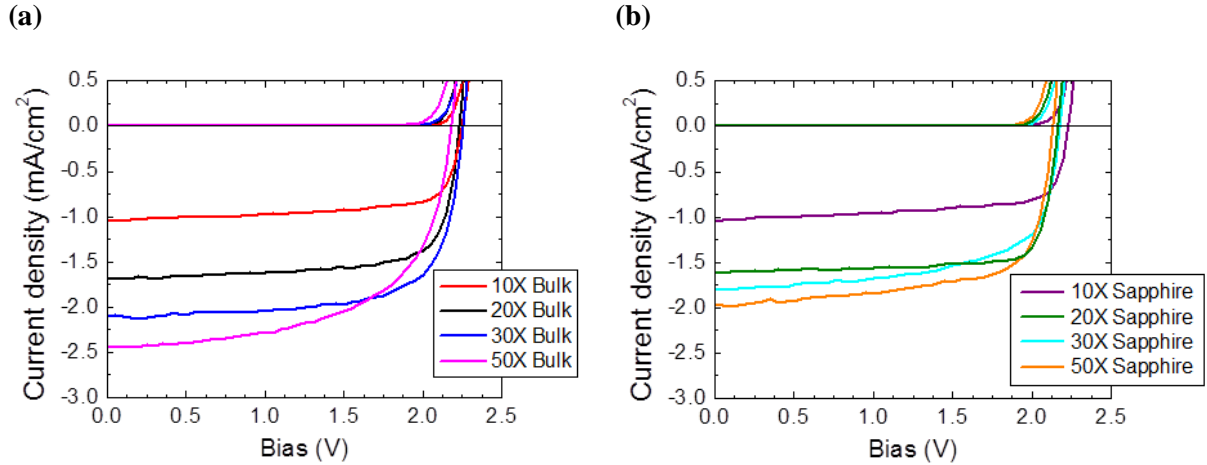 (a)
(b)
Current density (mA/cm²)
0.5
0.0
-0.5
-1.0
-1.5
-2.0
-2.5
-3.0
0.0 0.5 1.0 1.5 2.0 2.5
Bias (V)
10X Bulk
20X Bulk
30X Bulk
50X Bulk
Current density (mA/cm²)
0.5
0.0
-0.5
-1.0
-1.5
-2.0
-2.5
-3.0
0.0 0.5 1.0 1.5 2.0 2.5
Bias (V)
10X Sapphire
20X Sapphire
30X Sapphire
50X Sapphire